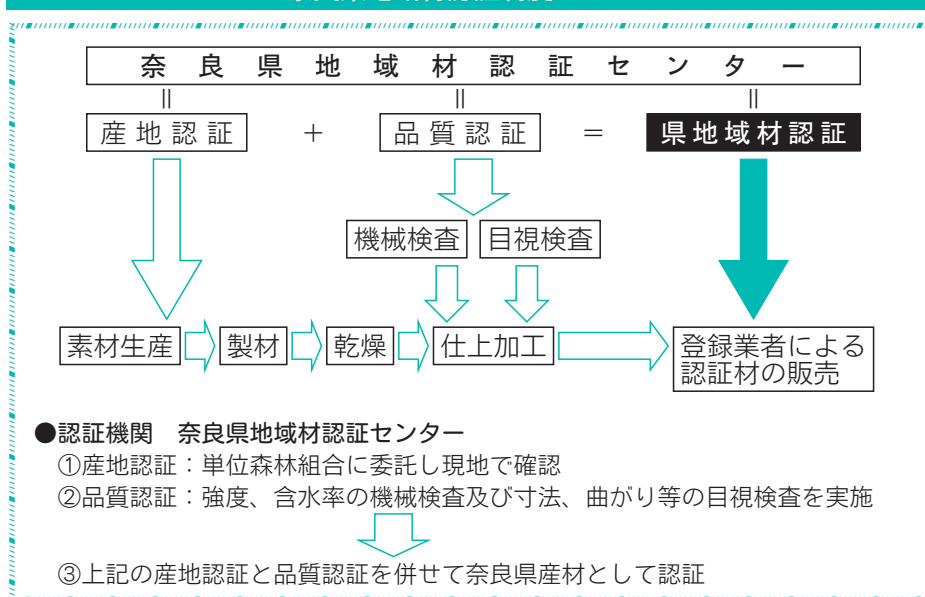 奈良県地域材認証センター
産地認証 + 品質認証 = 県地域材認証
機械検査 目視検査
素材生産 製材 乾燥 仕上加工 登録業者による
認証材の販売
●認証機関 奈良県地域材認証センター
①産地認証：単位森林組合に委託し現地で確認
②品質認証：強度、含水率の機械検査及び寸法、曲がり等の目視検査を実施
③上記の産地認証と品質認証を併せて奈良県産材として認証